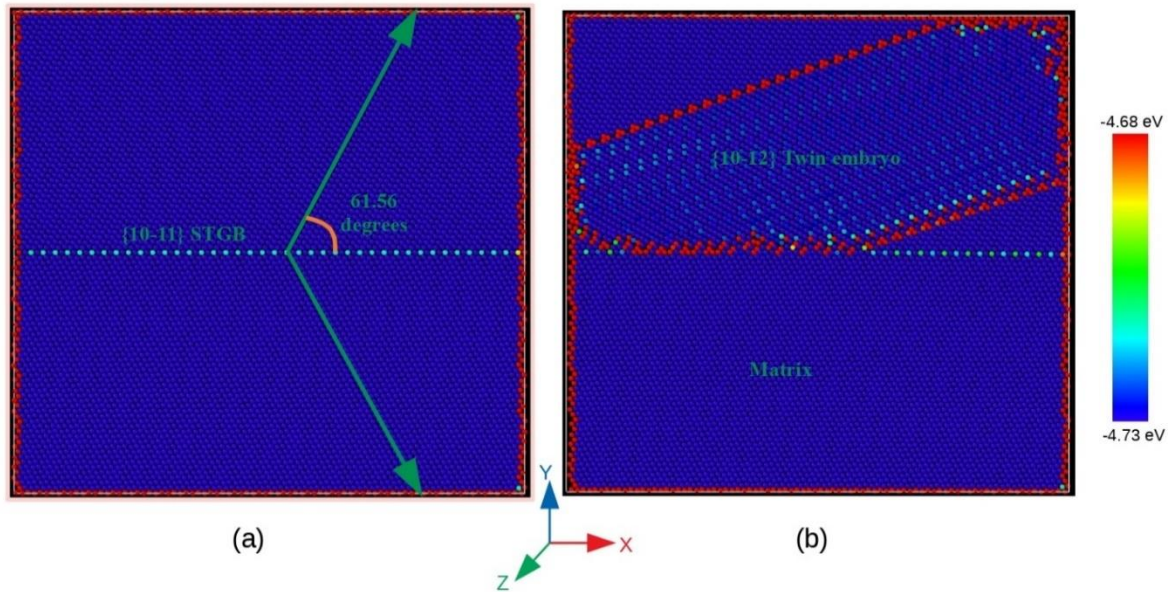 61.56
degrees
{10-11} STGB
(a)
{10-12} Twin embryo
Matrix
(b)
-4.68 eV
-4.73 eV
Y
X
Z